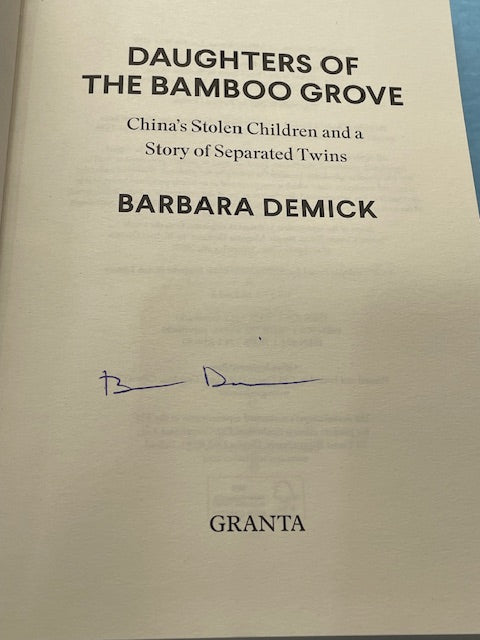 DAUGHTERS OF
THE BAMBOO GROVE
China's Stolen Children and a
Story of Separated Twins
BARBARA DEMICK
GRANTA